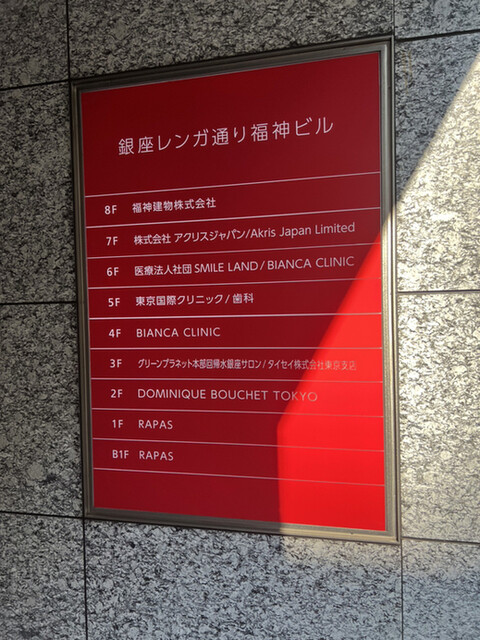 銀座レンガ通り福神ビル
8F 福神建物株式会社
7F 株式会社 アクリスジャパン/Akris Japan Limited
6F 医療法人社団 SMILE LAND / BIANCA CLINIC
5F 東京国際クリニック / 歯科
4F BIANCA CLINIC
3F グリーンプラネット本部回帰水銀座サロン / タイセイ株式会社東京支店
2F DOMINIQUE BOUCHET TOKYO
1F RAPAS
B1F RAPAS